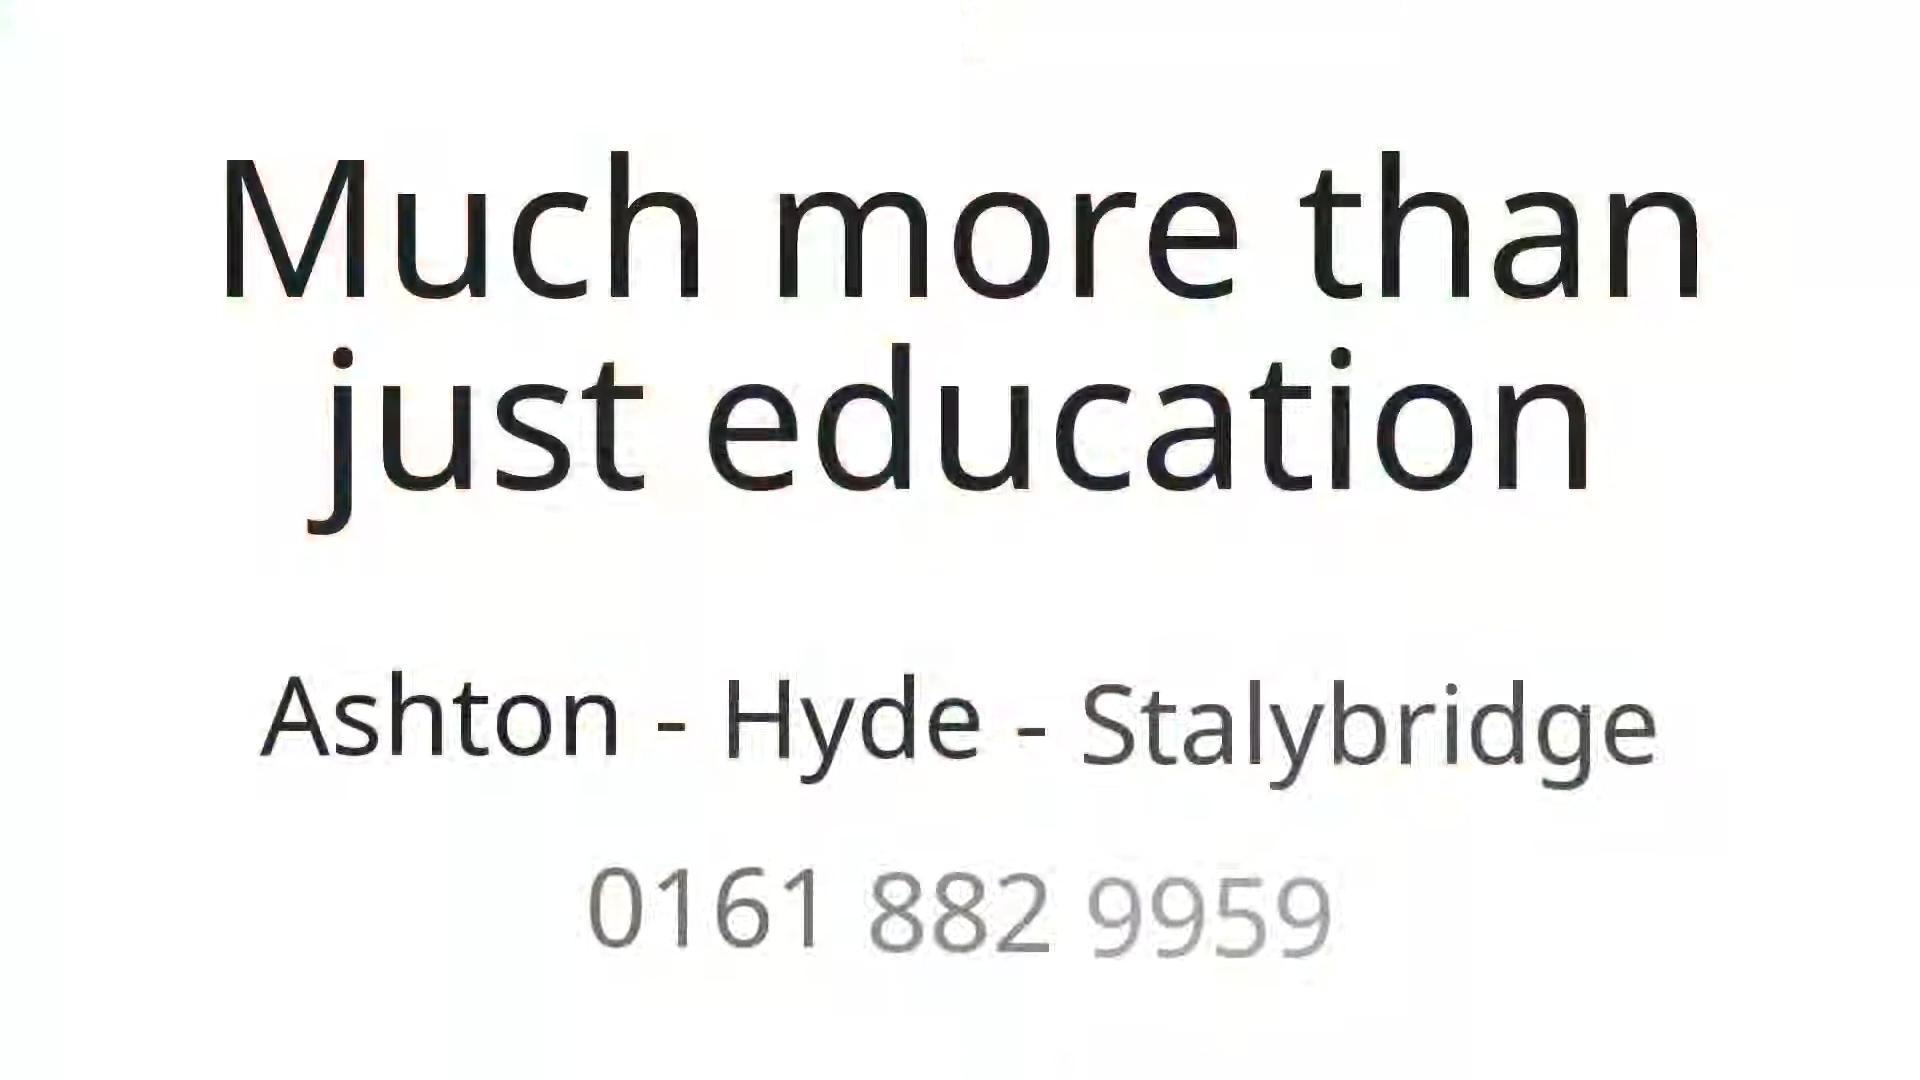 Much more than
just education
Ashton - Hyde - Stalybridge
0161 882 9959